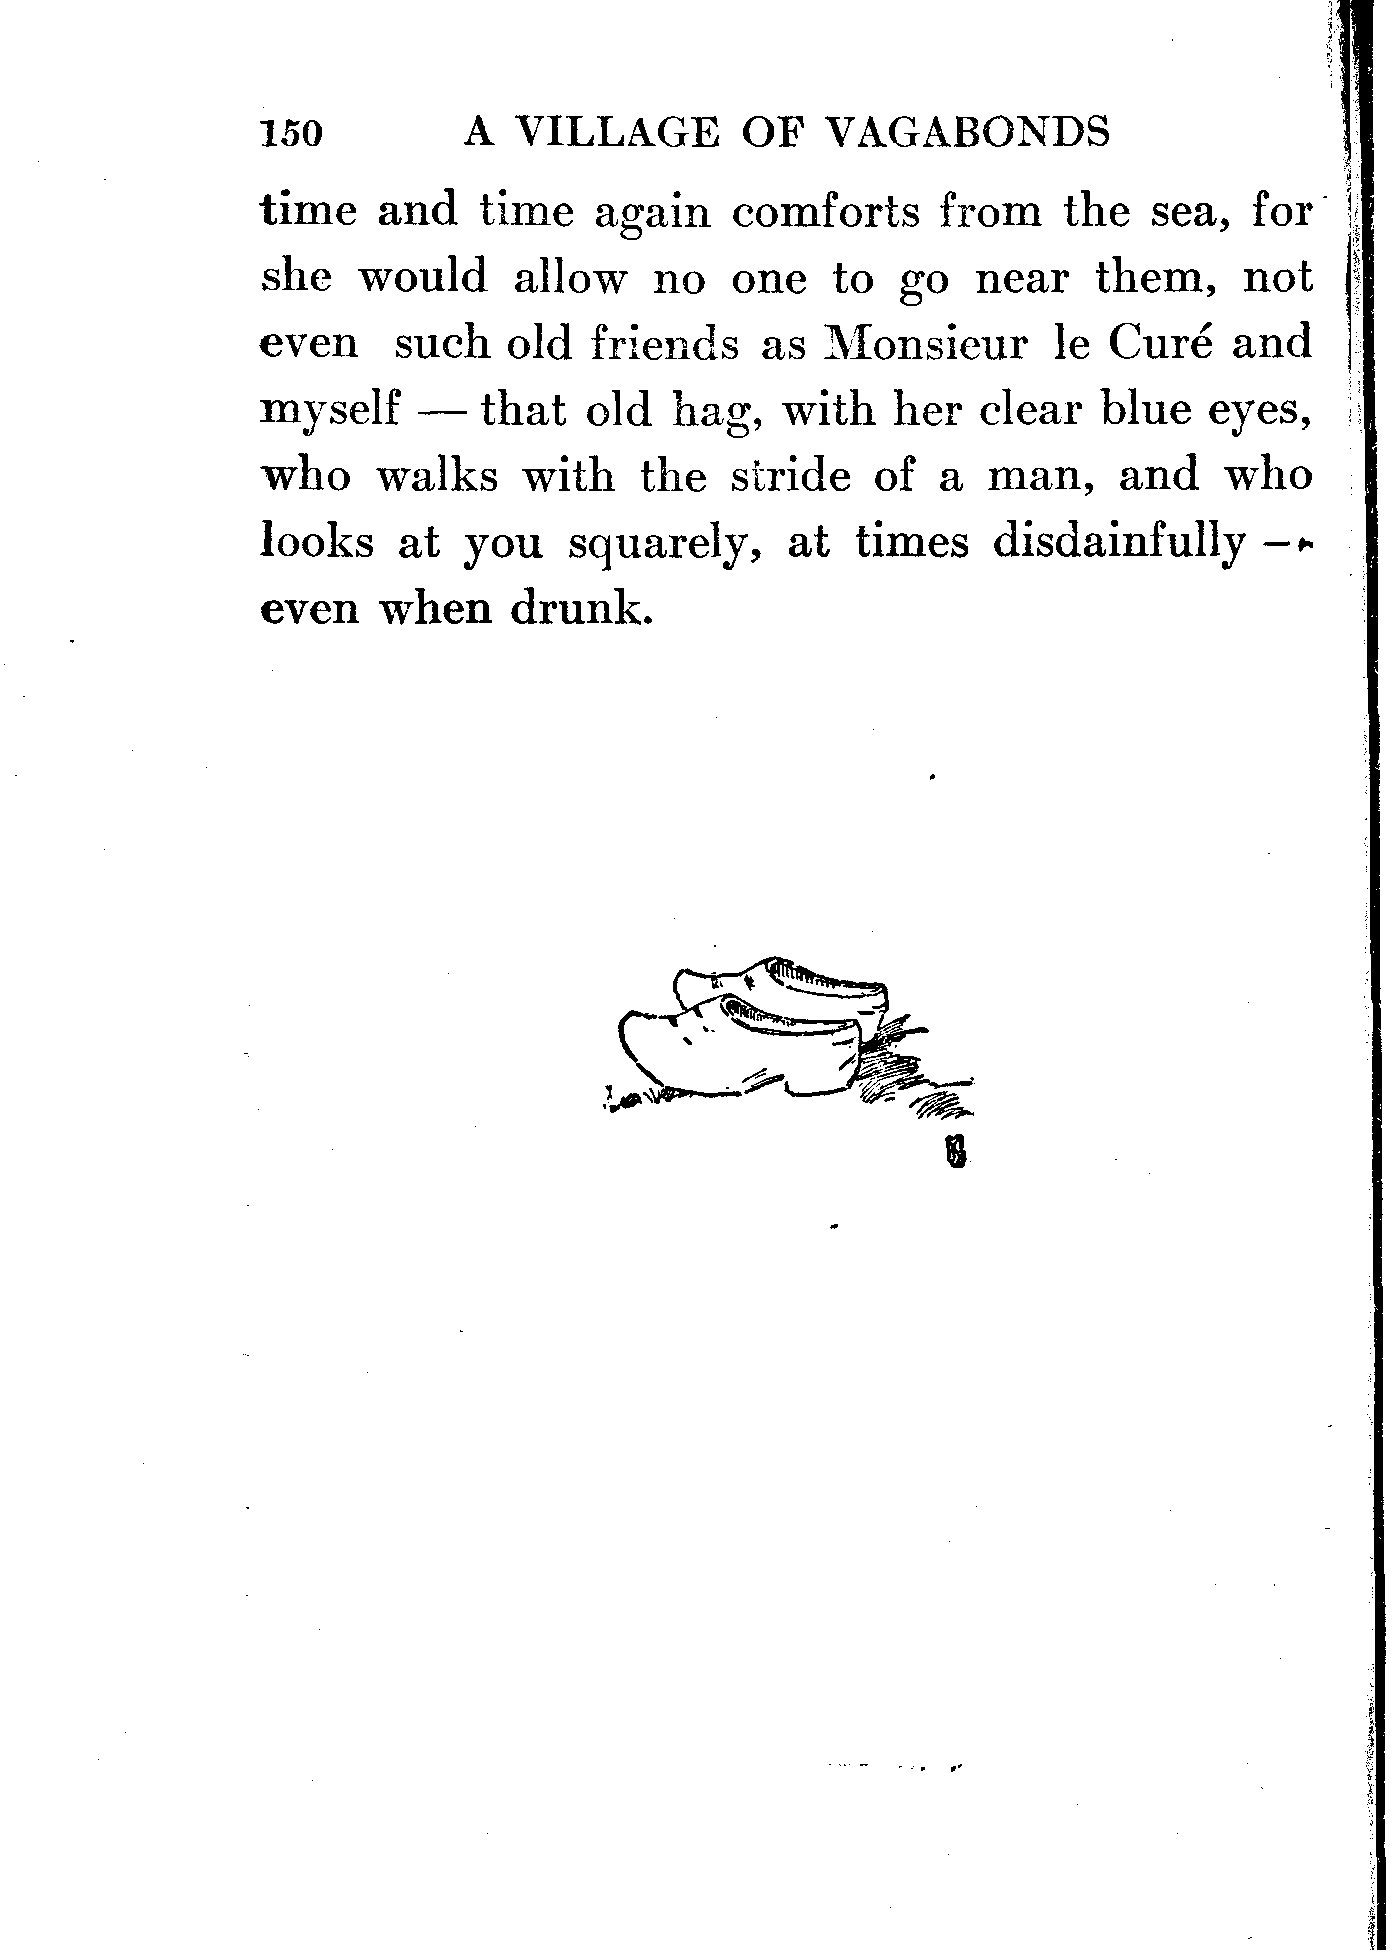 150 A VILLAGE OF VAGABONDS
time and time again comforts from the sea, for
she would allow no one to go near them, not
even such old friends as Monsieur le Curé and
myself — that old hag, with her clear blue eyes,
who walks with the stride of a man, and who
looks at you squarely, at times disdainfully —
even when drunk.